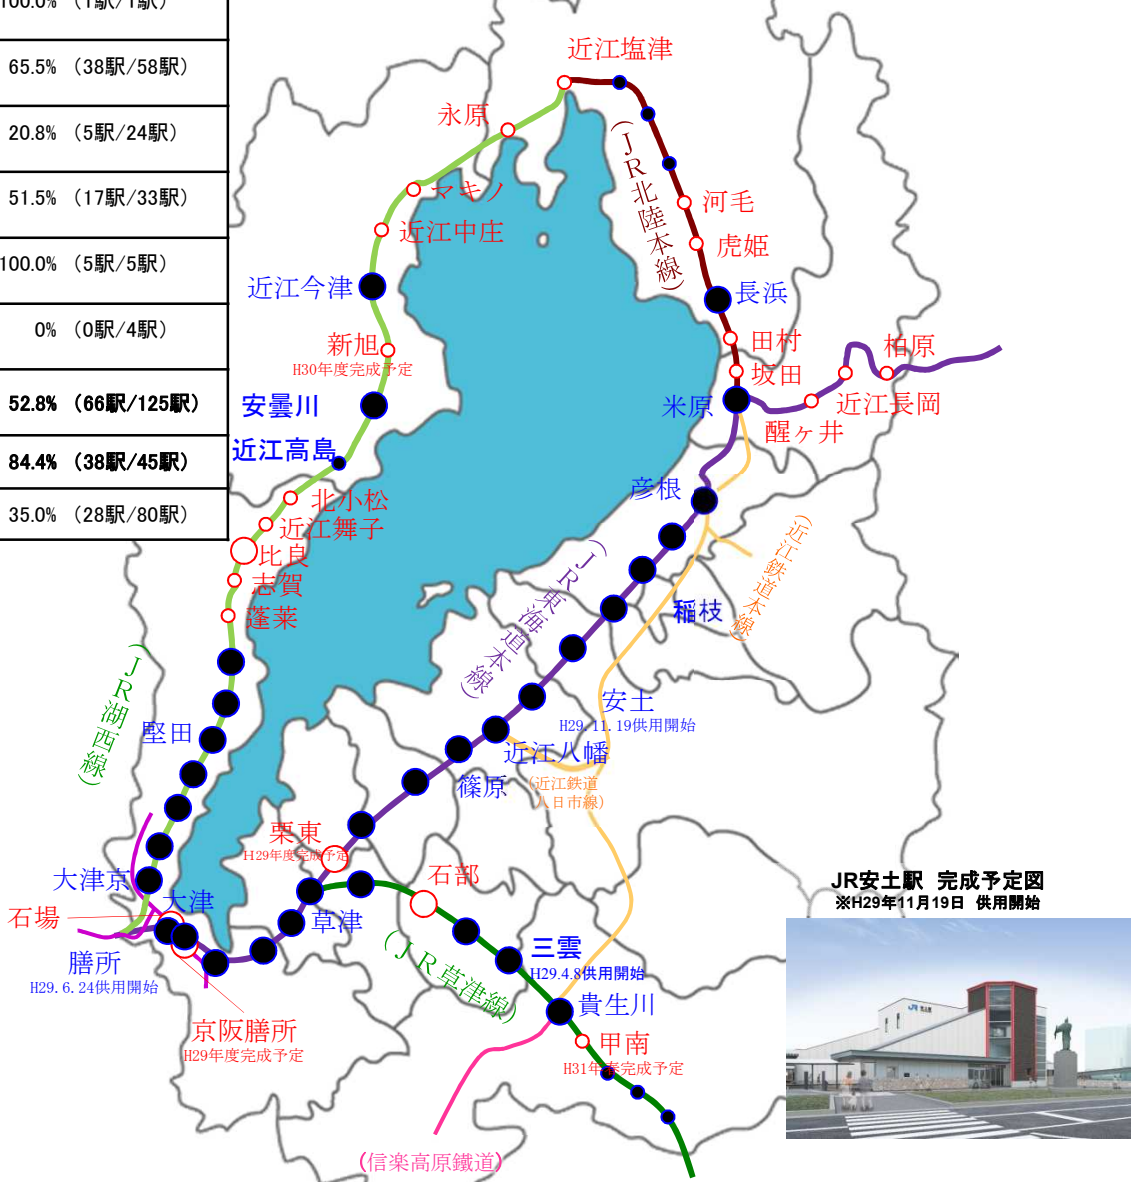 100.0% (1駅/1駅)
65.5% (38駅/58駅)
20.8% (5駅/24駅)
51.5% (17駅/33駅)
100.0% (5駅/5駅)
0% (0駅/4駅)
52.8% (66駅/125駅)
84.4% (38駅/45駅)
35.0% (28駅/80駅)
近江塩津
永原
マキノ
近江中庄
近江今津
新旭
H30年度完成予定
安曇川
近江高島
北小松
近江舞子
比良
志賀
蓬莱
(JR湖西線)
堅田
大津京
大津
石場
膳所
H29.6.24供用開始
京阪膳所
H29年度完成予定
(JR北陸本線)
河毛
虎姫
長浜
田村
坂田
米原
柏原
近江長岡
醒ヶ井
彦根
(近江鉄道本線)
(JR東海道本線)
稲枝
安土
H29.11.19供用開始
近江八幡
(近江鉄道
八日市線)
篠原
栗東
H29年度完成予定
草津
石部
(JR草津線)
三雲
H29.4.8供用開始
貴生川
甲南
H31年春完成予定
(信楽高原鐵道)
JR安土駅 完成予定図
※H29年11月19日 供用開始